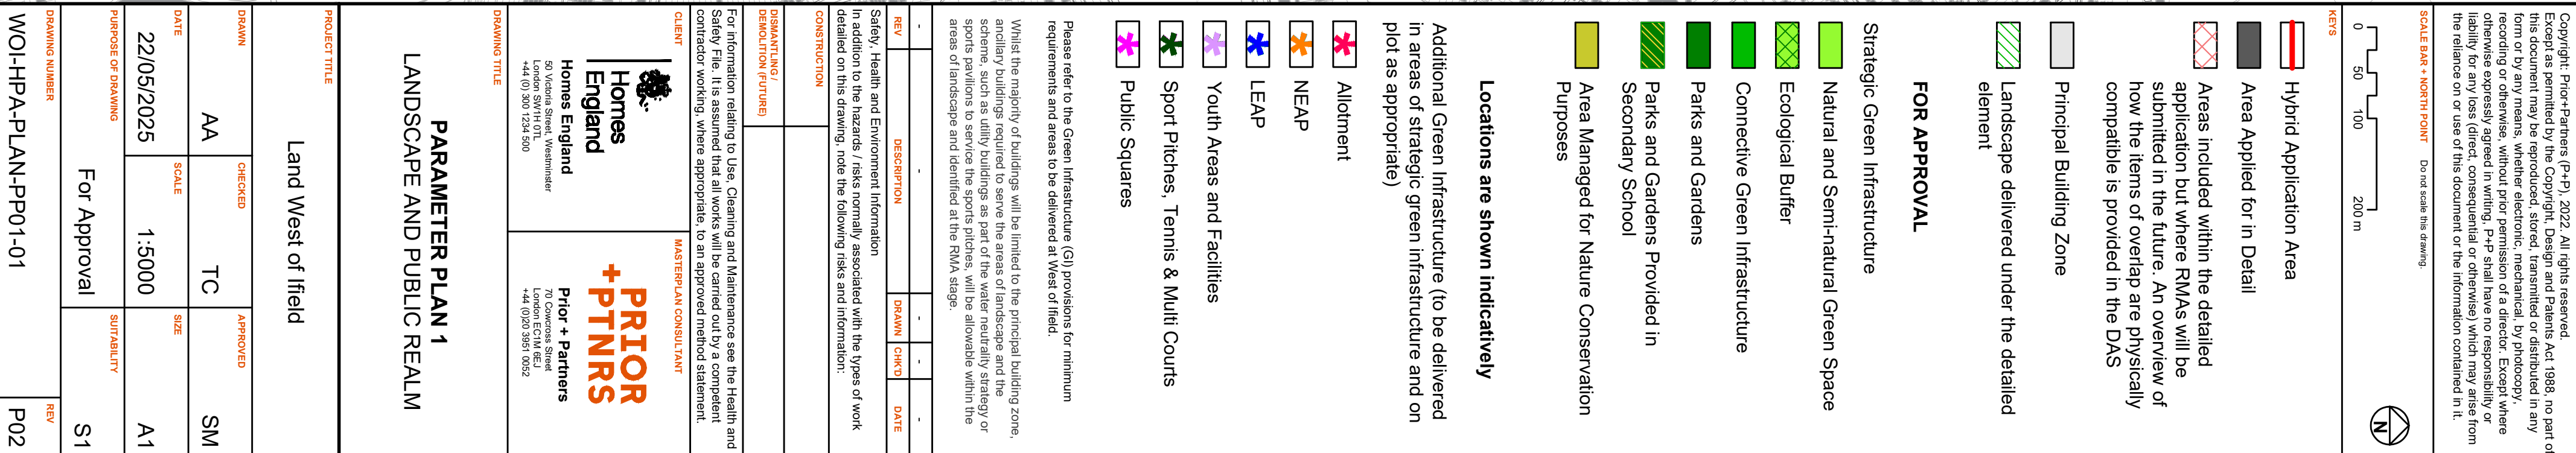 Copyright: Prior+Partners (P+P), 2022. All rights reserved.
Except as permitted by the Copyright, Design and Patents Act 1988, no part of
this document may be reproduced, stored, transmitted or distributed in any
form or by any means, whether electronic, mechanical, by photocopy,
recording or otherwise, without prior permission of a director. Except where
otherwise expressly agreed in writing, P+P shall have no responsibility or
liability for any loss (direct, consequential or otherwise) which may arise from
the reliance on or use of this document or the information contained in it.
SCALE BAR + NORTH POINT Do not scale this drawing.
0 50 100 200 m
N
KEYS
Hybrid Application Area
Area Applied for in Detail
Areas included within the detailed
application but where RMAs will be
submitted in the future. An overview of
how the items of overlap are physically
compatible is provided in the DAS
Principal Building Zone
Landscape delivered under the detailed
element
FOR APPROVAL
Strategic Green Infrastructure
Natural and Semi-natural Green Space
Ecological Buffer
Connective Green Infrastructure
Parks and Gardens
Parks and Gardens Provided in
Secondary School
Area Managed for Nature Conservation
Purposes
Locations are shown indicatively
Additional Green Infrastructure (to be delivered
in areas of strategic green infrastructure and on
plot as appropriate)
Allotment
NEAP
LEAP
Youth Areas and Facilities
Sport Pitches, Tennis & Multi Courts
Public Squares
Please refer to the Green Infrastructure (GI) provisions for minimum
requirements and areas to be delivered at West of Ifield.
Whilst the majority of buildings will be limited to the principal building zone,
ancillary buildings required to serve the areas of landscape and the
scheme, such as utility buildings as part of the water neutrality strategy or
sports pavilions to service the sports pitches, will be allowable within the
areas of landscape and identified at the RMA stage.
- - - - -
REV DESCRIPTION DRAWN CHK'D DATE
Safety, Health and Environment Information
In addition to the hazards / risks normally associated with the types of work
detailed on this drawing, note the following risks and information:
CONSTRUCTION
DISMANTLING /
DEMOLITION (FUTURE)
For information relating to Use, Cleaning and Maintenance see the Health and
Safety File. It is assumed that all works will be carried out by a competent
contractor working, where appropriate, to an approved method statement.
CLIENT
Homes
England
Homes England
50 Victoria Street, Westminster
London SW1H 0TL
+44 (0) 300 1234 500
MASTERPLAN CONSULTANT
PRIOR
+PTNRS
Prior + Partners
70 Cowcross Street
London EC1M 6EJ
+44 (0)20 3951 0052
DRAWING TITLE
PARAMETER PLAN 1
LANDSCAPE AND PUBLIC REALM
PROJECT TITLE
Land West of Ifield
DRAWN CHECKED APPROVED
AA TC SM
DATE SCALE SIZE
22/05/2025 1:5000 A1
PURPOSE OF DRAWING SUITABILITY
For Approval S1
DRAWING NUMBER REV
WOI-HPA-PLAN-PP01-01 P02